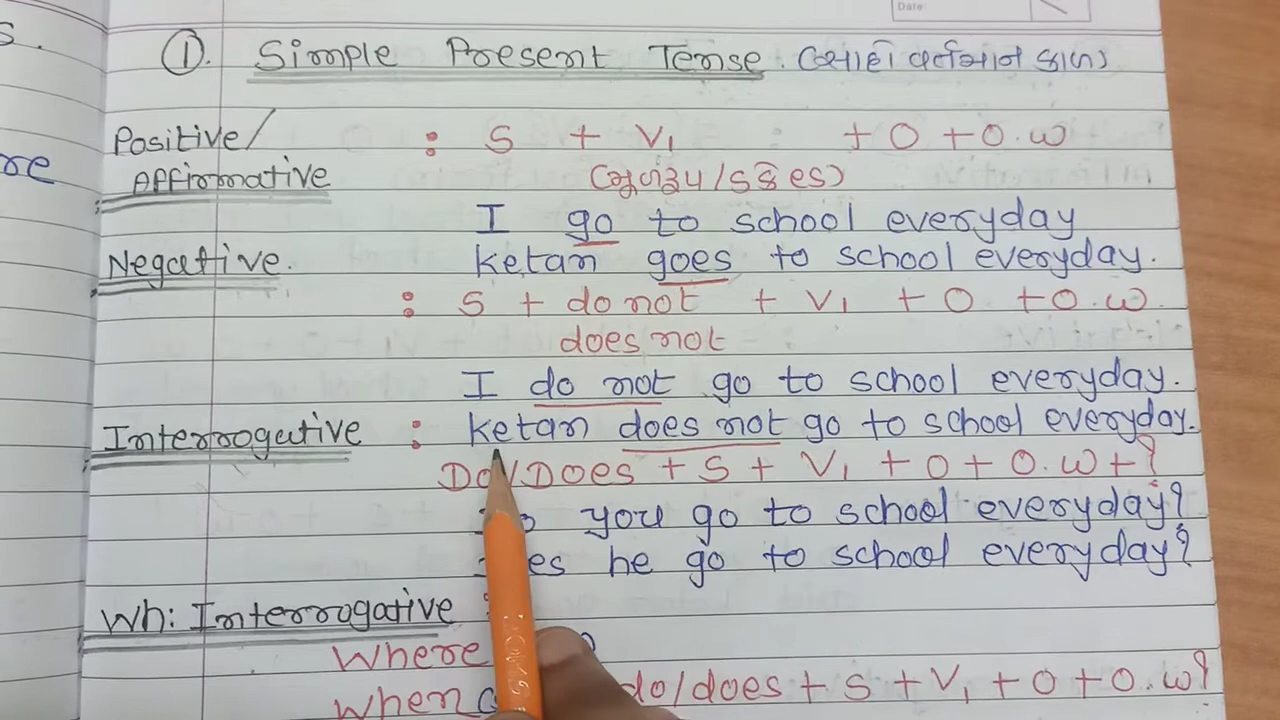 Date:
s.
①. Simple Present Tense. (સાદો વર્તમાન કાળ)
Positive/ : S + V₁ + O + O.W
Affirmative (મૂળરૂપ/s કે es)
re
I go to school everyday
Negative. Ketan goes to school everyday.
: S + do not + V₁ + O + O.W
does not
I do not go to school everyday.
Interrogative : Ketan does not go to school everyday.
Do/Does + S + V₁ + O + O.W+?
you go to school everyday?
he go to school everyday?
Wh: Interrogative
Where
When do/does + S + V₁ + O + O.W?